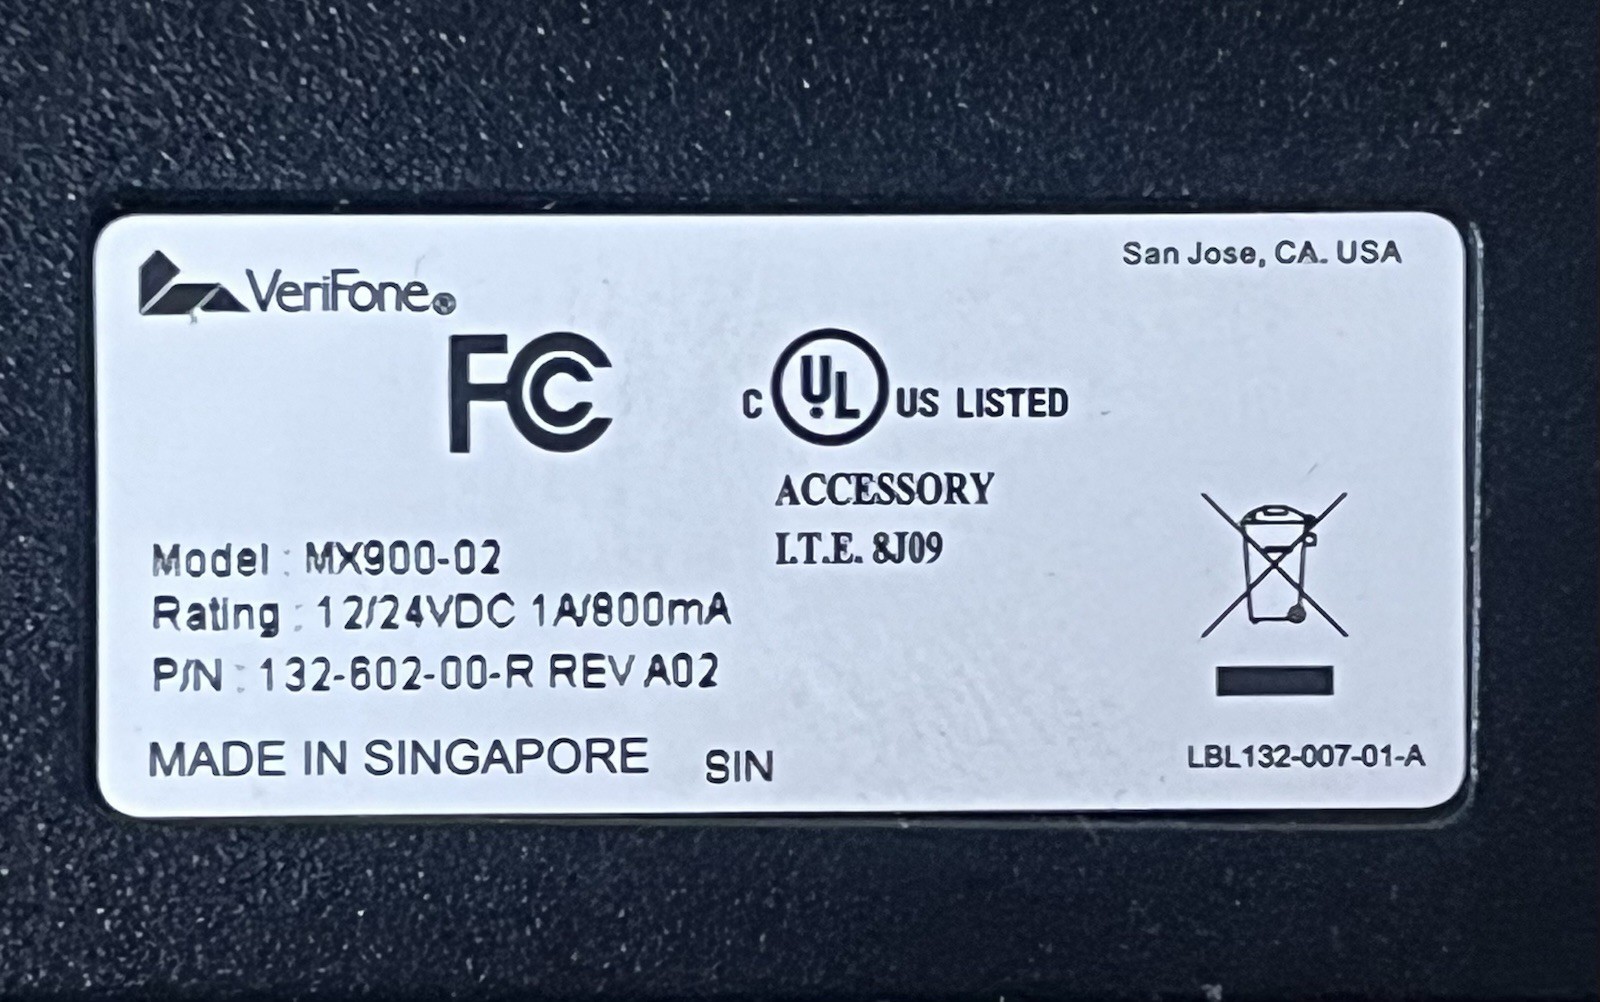 VeriFone®
San Jose, CA. USA
FC
C UL US LISTED
ACCESSORY
I.T.E. 8J09
Model : MX900-02
Rating : 12/24VDC 1A/800mA
P/N : 132-602-00-R REV A02
MADE IN SINGAPORE SIN
LBL132-007-01-A